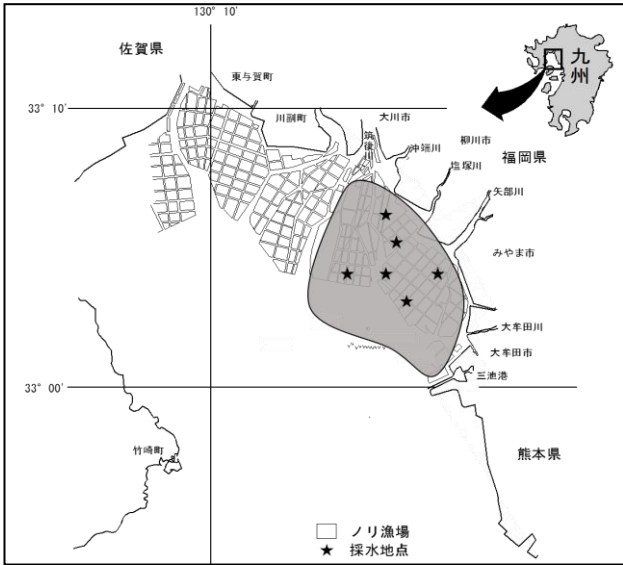 130° 10′
佐賀県
九州
東与賀町
33° 10′
川副町
大川市
筑後川
沖端川
柳川市
福岡県
塩塚川
矢部川
みやま市
大牟田川
大牟田市
33° 00′
三池港
竹崎町
熊本県
ノリ漁場
★ 採水地点